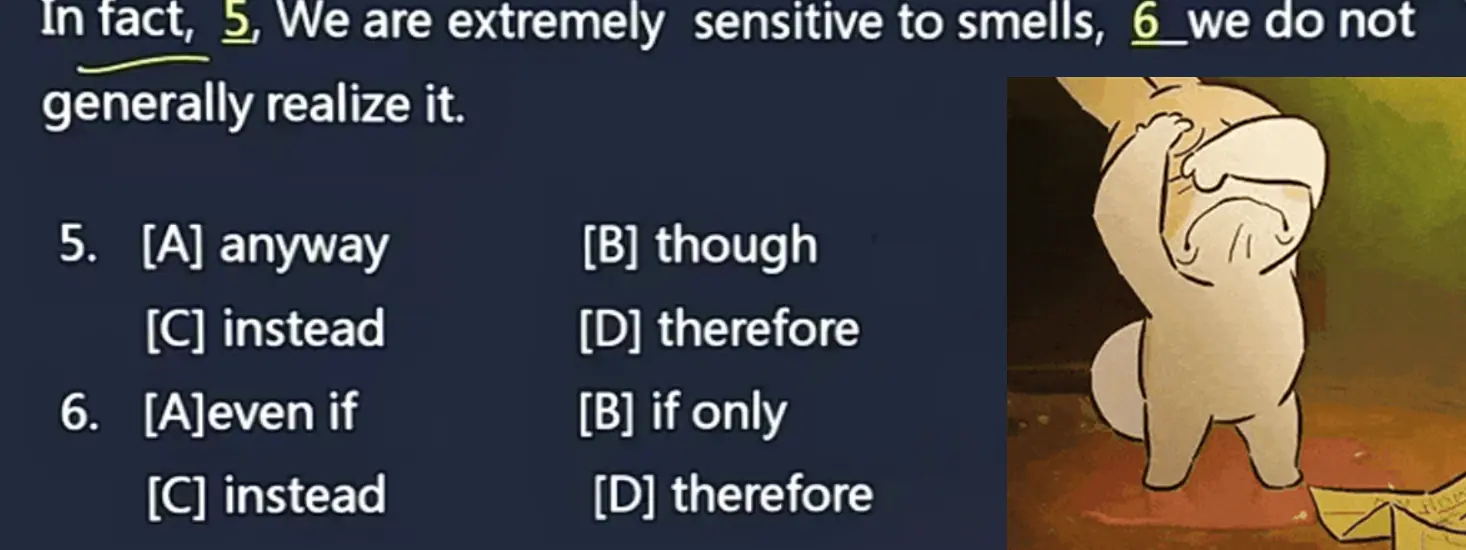 In fact, 5, We are extremely sensitive to smells, 6 we do not
generally realize it.
5. [A] anyway [B] though
[C] instead [D] therefore
6. [A]even if [B] if only
[C] instead [D] therefore